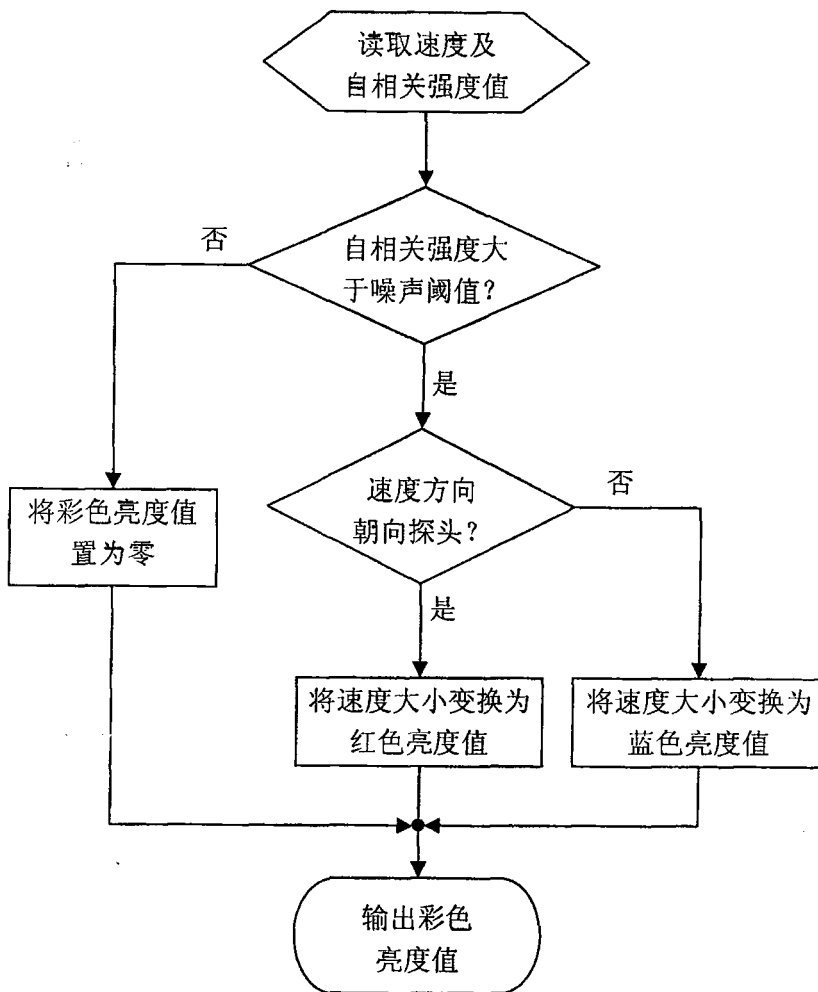 读取速度及
自相关强度值
否
自相关强度大
于噪声阈值?
是
将彩色亮度值
置为零
速度方向
朝向探头?
否
是
将速度大小变换为
红色亮度值
将速度大小变换为
蓝色亮度值
输出彩色
亮度值